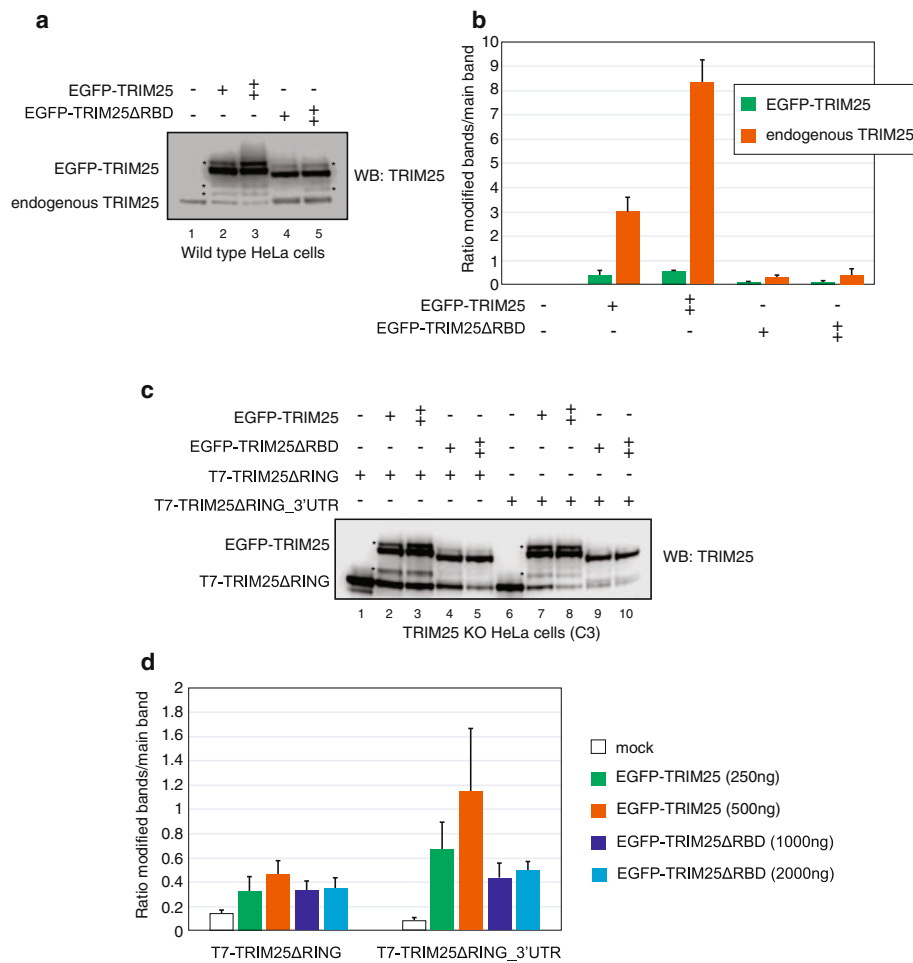 a
EGFP-TRIM25 - + ++ - -
EGFP-TRIM25ΔRBD - - - + ++
EGFP-TRIM25
endogenous TRIM25
* * * * *
WB: TRIM25
1 2 3 4 5
Wild type HeLa cells
b
Ratio modified bands/main band
10
9
8
7
6
5
4
3
2
1
0
EGFP-TRIM25
endogenous TRIM25
EGFP-TRIM25 - + ++ - -
EGFP-TRIM25ΔRBD - - - + ++
c
EGFP-TRIM25 - + ++ - - - + ++ - -
EGFP-TRIM25ΔRBD - - - + ++ - - - + ++
T7-TRIM25ΔRING + + + + + - - - - -
T7-TRIM25ΔRING_3'UTR - - - - - + + + + +
EGFP-TRIM25
T7-TRIM25ΔRING
* * * *
WB: TRIM25
1 2 3 4 5 6 7 8 9 10
TRIM25 KO HeLa cells (C3)
d
Ratio modified bands/main band
2
1.8
1.6
1.4
1.2
1
0.8
0.6
0.4
0.2
0
T7-TRIM25ΔRING
T7-TRIM25ΔRING_3'UTR
mock
EGFP-TRIM25 (250ng)
EGFP-TRIM25 (500ng)
EGFP-TRIM25ΔRBD (1000ng)
EGFP-TRIM25ΔRBD (2000ng)